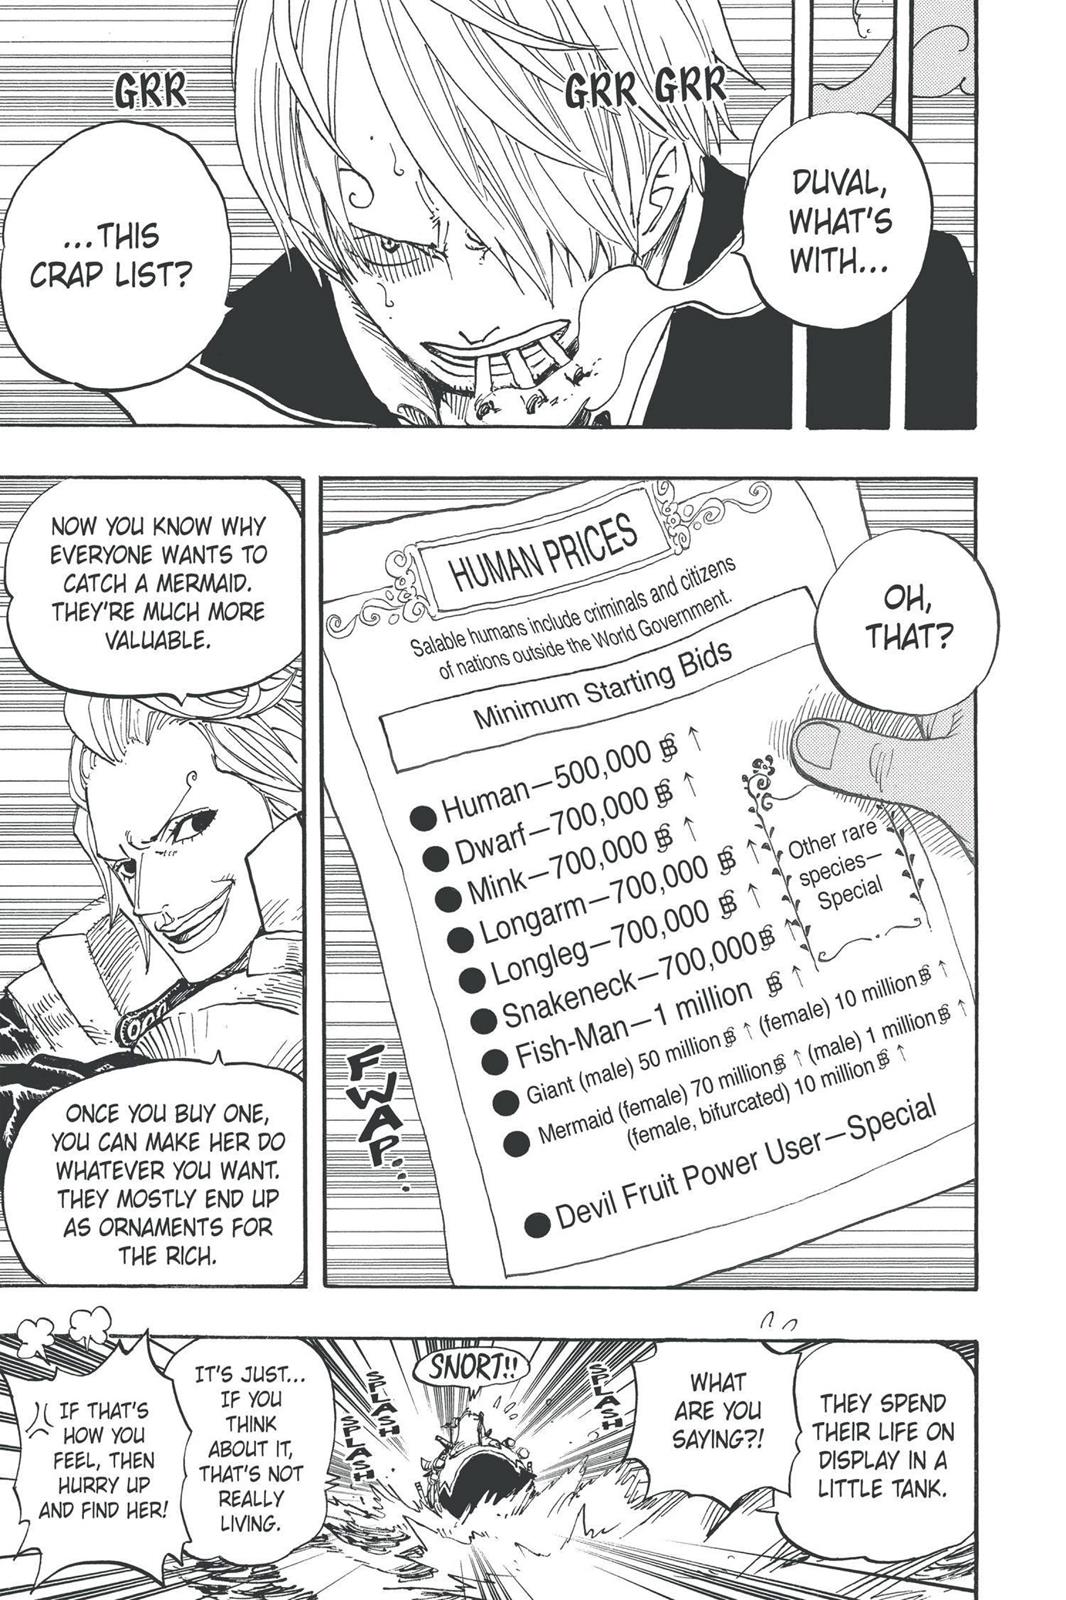 GRR GRR
GRR
DUVAL,
WHAT'S
WITH...
...THIS
CRAP LIST?
OH,
THAT?
HUMAN PRICES
Salable humans include criminals and citizens
of nations outside the World Government.
Minimum Starting Bids
● Human—500,000 ฿ ↑
● Dwarf—700,000 ฿ ↑
● Mink—700,000 ฿ ↑
● Longarm—700,000 ฿ ↑
● Longleg—700,000 ฿ ↑
● Snakeneck—700,000 ฿ ↑
● Fish-Man—1 million ฿ ↑
● Giant (male) 50 million ฿ ↑ (female) 10 million ฿ ↑
● Mermaid (female) 70 million ฿ ↑ (male) 1 million ฿ ↑
(female, bifurcated) 10 million ฿ ↑
● Devil Fruit Power User—Special
Other rare
species—
Special
FWAP...
NOW YOU KNOW WHY
EVERYONE WANTS TO
CATCH A MERMAID.
THEY'RE MUCH MORE
VALUABLE.
ONCE YOU BUY ONE,
YOU CAN MAKE HER DO
WHATEVER YOU WANT.
THEY MOSTLY END UP
AS ORNAMENTS FOR
THE RICH.
THEY SPEND
THEIR LIFE ON
DISPLAY IN A
LITTLE TANK.
WHAT
ARE YOU
SAYING?!
SPLASH
SNORT!!
SPLASH
SPLASH
IT'S JUST...
IF YOU
THINK
ABOUT IT,
THAT'S NOT
REALLY
LIVING.
IF THAT'S
HOW YOU
FEEL, THEN
HURRY UP
AND FIND HER!